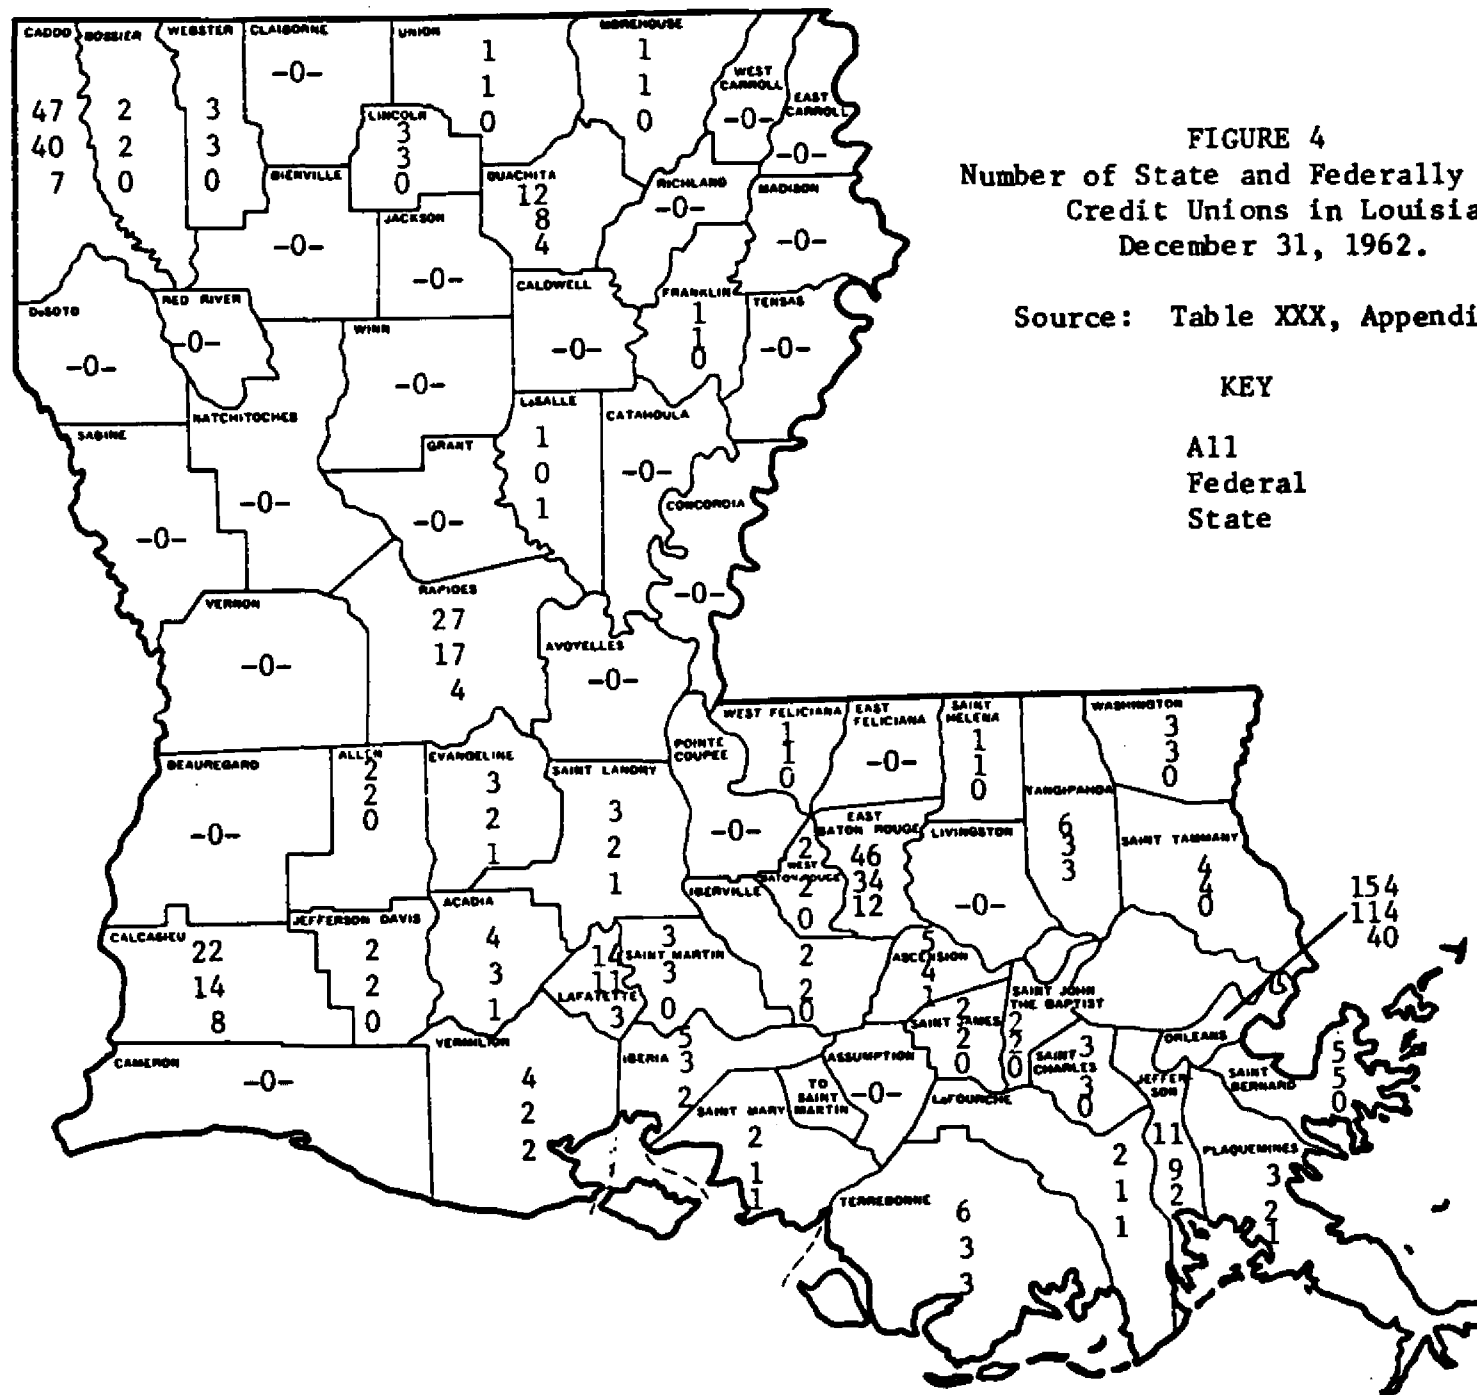 FIGURE 4
Number of State and Federally
Credit Unions in Louisia
December 31, 1962.
Source: Table XXX, Appendi
KEY
All
Federal
State
CADDO
47
40
7
BOSSIER
2
2
0
WEBSTER
3
3
0
CLAIBORNE
-0-
UNION
1
1
0
MOREHOUSE
1
1
0
WEST
CARROLL
-0-
EAST
CARROLL
-0-
LINCOLN
3
3
0
BIENVILLE
-0-
JACKSON
-0-
OUACHITA
12
8
4
RICHLAND
-0-
MADISON
-0-
DeSOTO
-0-
RED RIVER
-0-
WINN
-0-
CALDWELL
-0-
FRANKLIN
1
1
0
TENSAS
-0-
SABINE
-0-
NATCHITOCHES
-0-
GRANT
-0-
LaSALLE
1
0
1
CATAHOULA
-0-
CONCORDIA
-0-
VERNON
-0-
RAPIDES
27
17
4
AVOYELLES
-0-
BEAUREGARD
-0-
ALLEN
2
2
0
EVANGELINE
3
2
1
SAINT LANDRY
3
2
1
POINTE
COUPEE
-0-
WEST FELICIANA
1
1
0
EAST
FELICIANA
-0-
SAINT
HELENA
1
1
0
TANGIPAHOA
6
3
3
WASHINGTON
3
3
0
SAINT TAMMANY
4
4
0
EAST
BATON ROUGE
46
34
12
LIVINGSTON
-0-
2
WEST
BATON ROUGE
2
0
IBERVILLE
2
2
0
CALCASIEU
22
14
8
JEFFERSON DAVIS
2
2
0
ACADIA
4
3
1
14
11
LAFAYETTE
3
3
SAINT MARTIN
3
0
5
ASCENSION
4
1
2
SAINT JAMES
2
0
SAINT JOHN
THE BAPTIST
2
2
0
154
114
40
ORLEANS
CAMERON
-0-
VERMILION
4
2
2
5
IBERIA
3
2
SAINT MARY
2
1
1
TO
SAINT
MARTIN
ASSUMPTION
-0-
LaFOURCHE
2
1
1
3
SAINT
CHARLES
3
0
JEFFER-
SON
11
9
2
SAINT
BERNARD
5
5
0
PLAQUEMINES
3
2
1
TERREBONNE
6
3
3